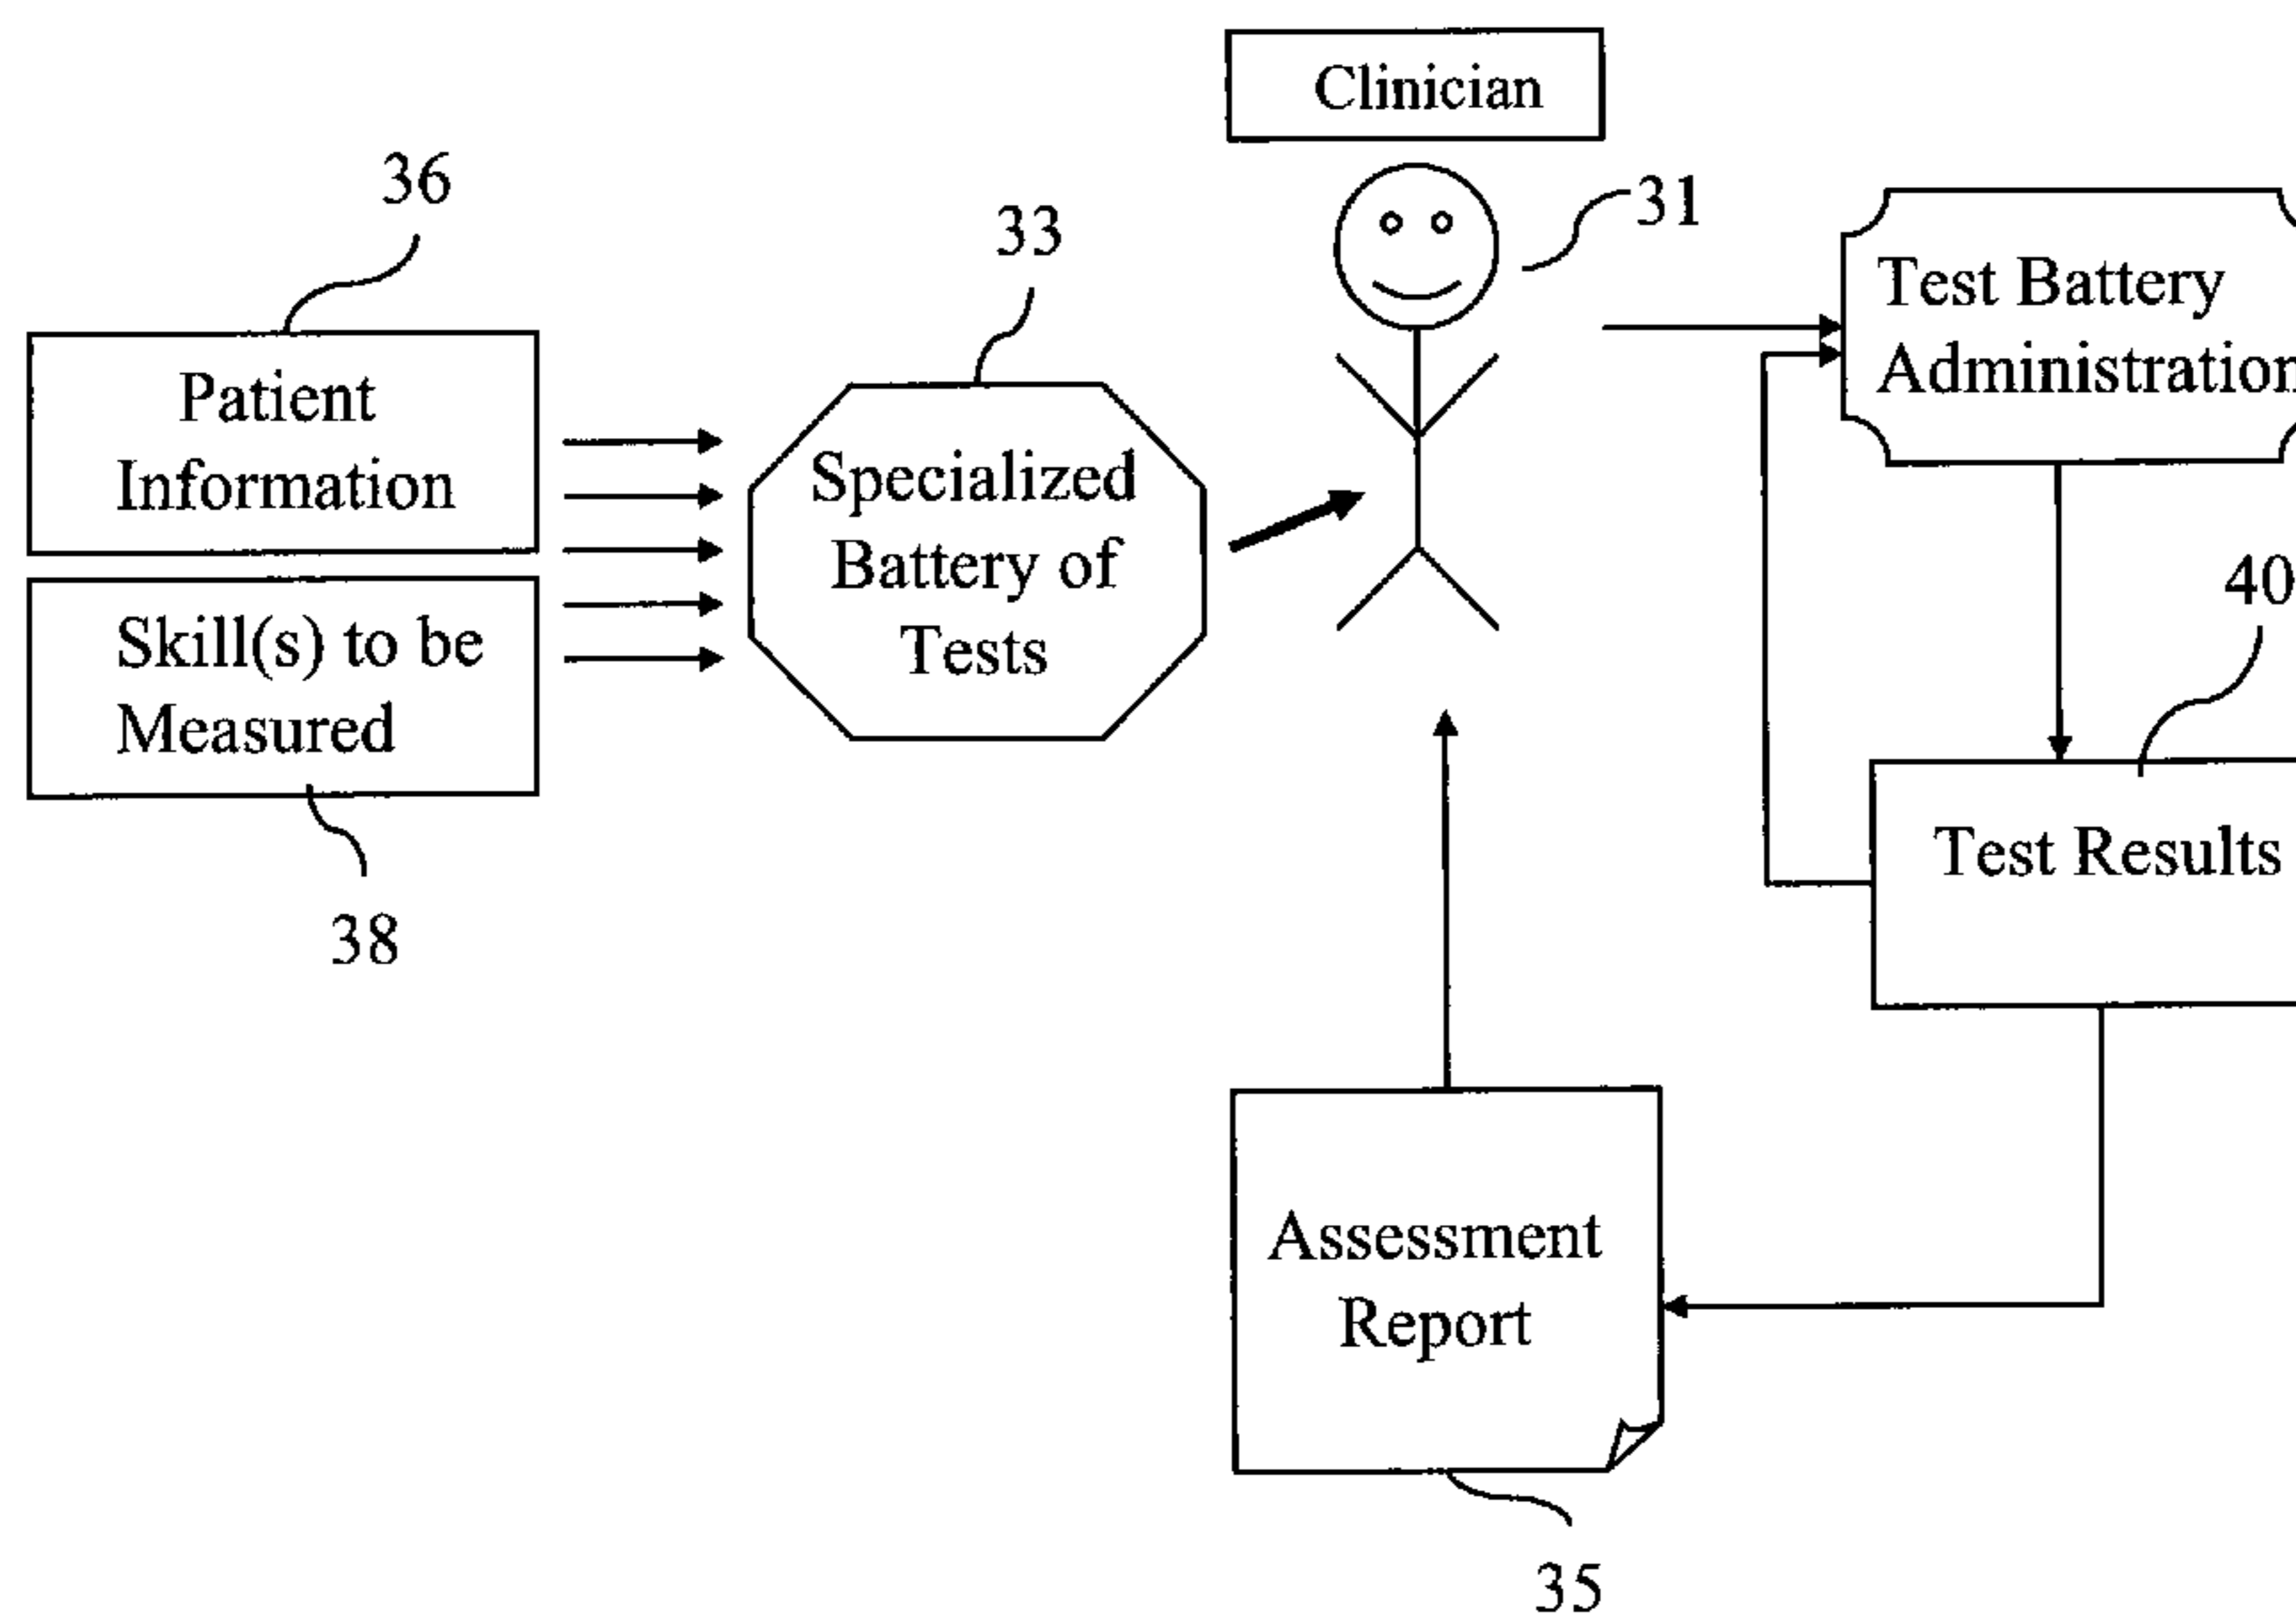 Clinician
36
31
33
Test Battery
Administration
Patient
Information
Specialized
Battery of
Tests
40
Skill(s) to be
Measured
38
Test Results
Assessment
Report
35